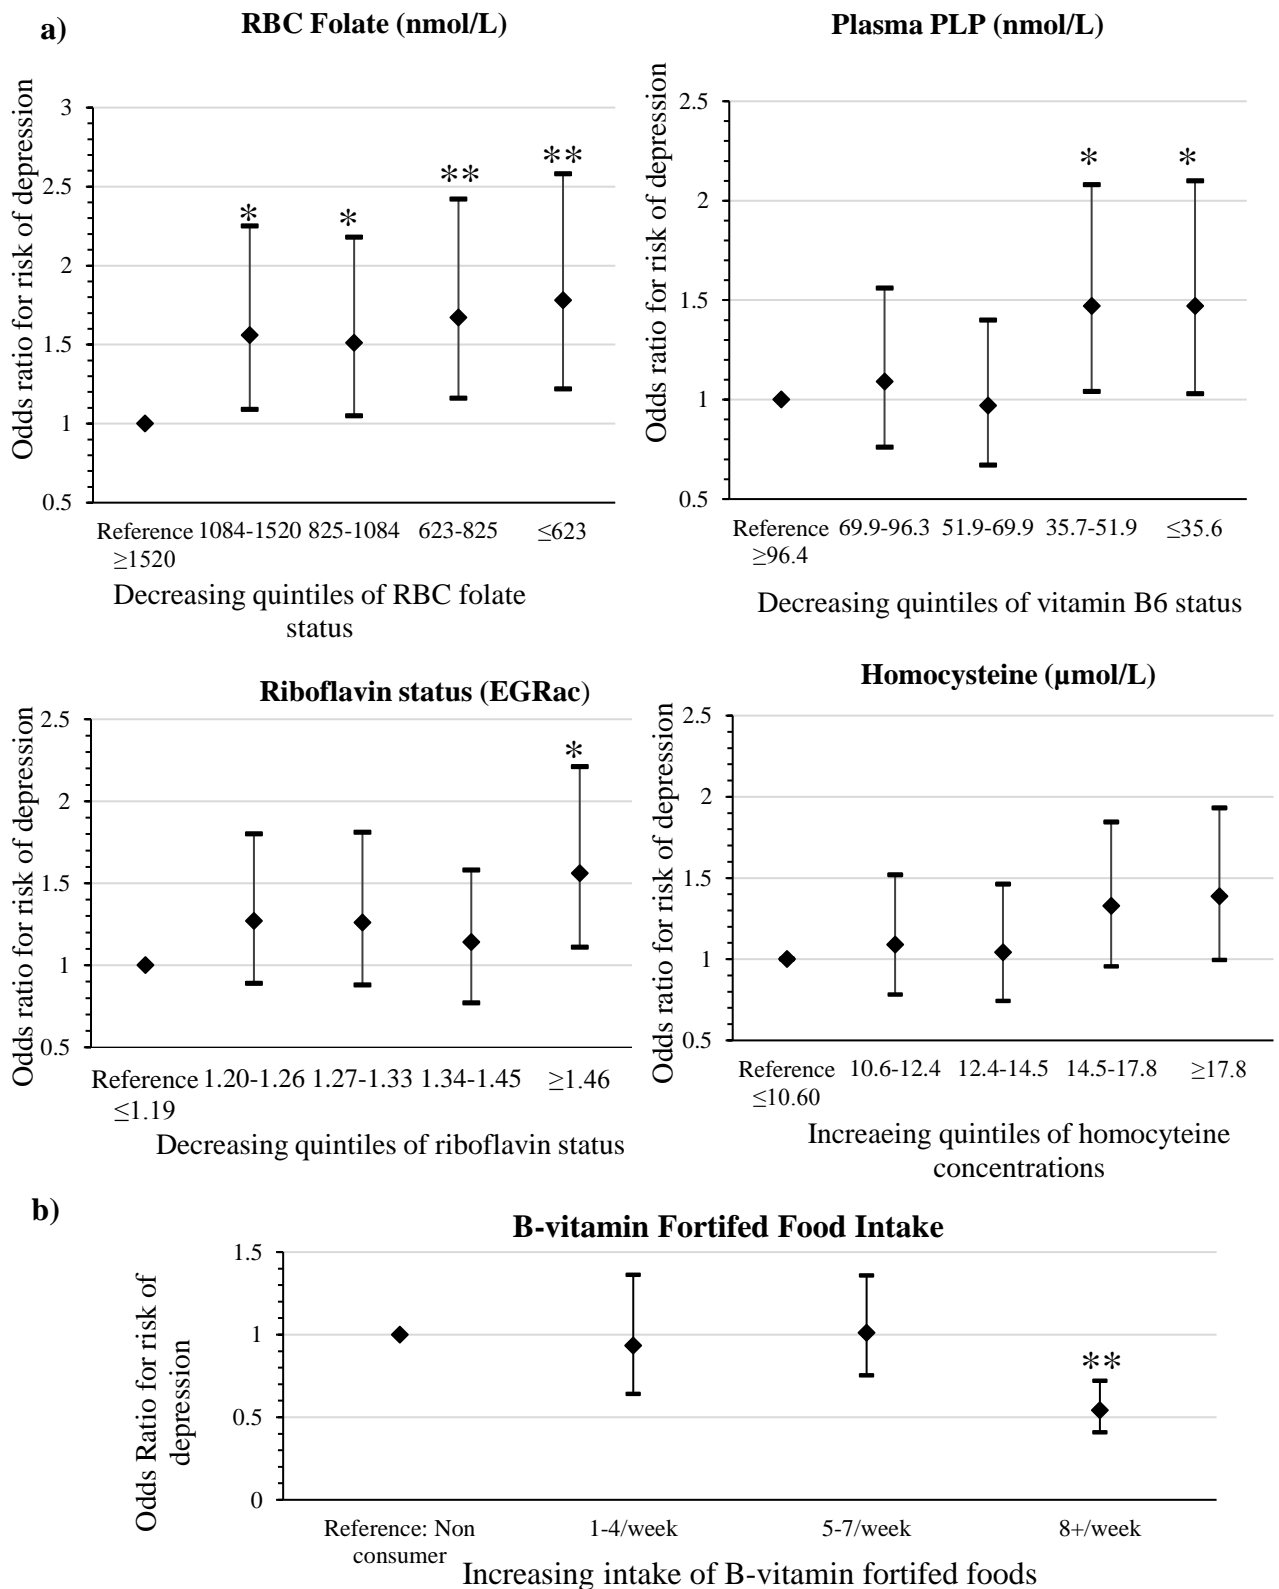 a)
RBC Folate (nmol/L)
Odds ratio for risk of depression
3
2.5
2
1.5
1
0.5
*
*
**
**
Reference 1084-1520 825-1084 623-825 ≤623
≥1520
Decreasing quintiles of RBC folate
status
Plasma PLP (nmol/L)
Odds ratio for risk of depression
2.5
2
1.5
1
0.5
*
*
Reference 69.9-96.3 51.9-69.9 35.7-51.9 ≤35.6
≥96.4
Decreasing quintiles of vitamin B6 status
Riboflavin status (EGRac)
Odds ratio for risk of depression
2.5
2
1.5
1
0.5
*
Reference 1.20-1.26 1.27-1.33 1.34-1.45 ≥1.46
≤1.19
Decreasing quintiles of riboflavin status
Homocysteine (µmol/L)
Odds ratio for risk of depression
2.5
2
1.5
1
0.5
Reference 10.6-12.4 12.4-14.5 14.5-17.8 ≥17.8
≤10.60
Increaeing quintiles of homocyteine
concentrations
b)
B-vitamin Fortifed Food Intake
Odds Ratio for risk of
depression
1.5
1
0.5
0
**
Reference: Non 1-4/week 5-7/week 8+/week
consumer
Increasing intake of B-vitamin fortifed foods